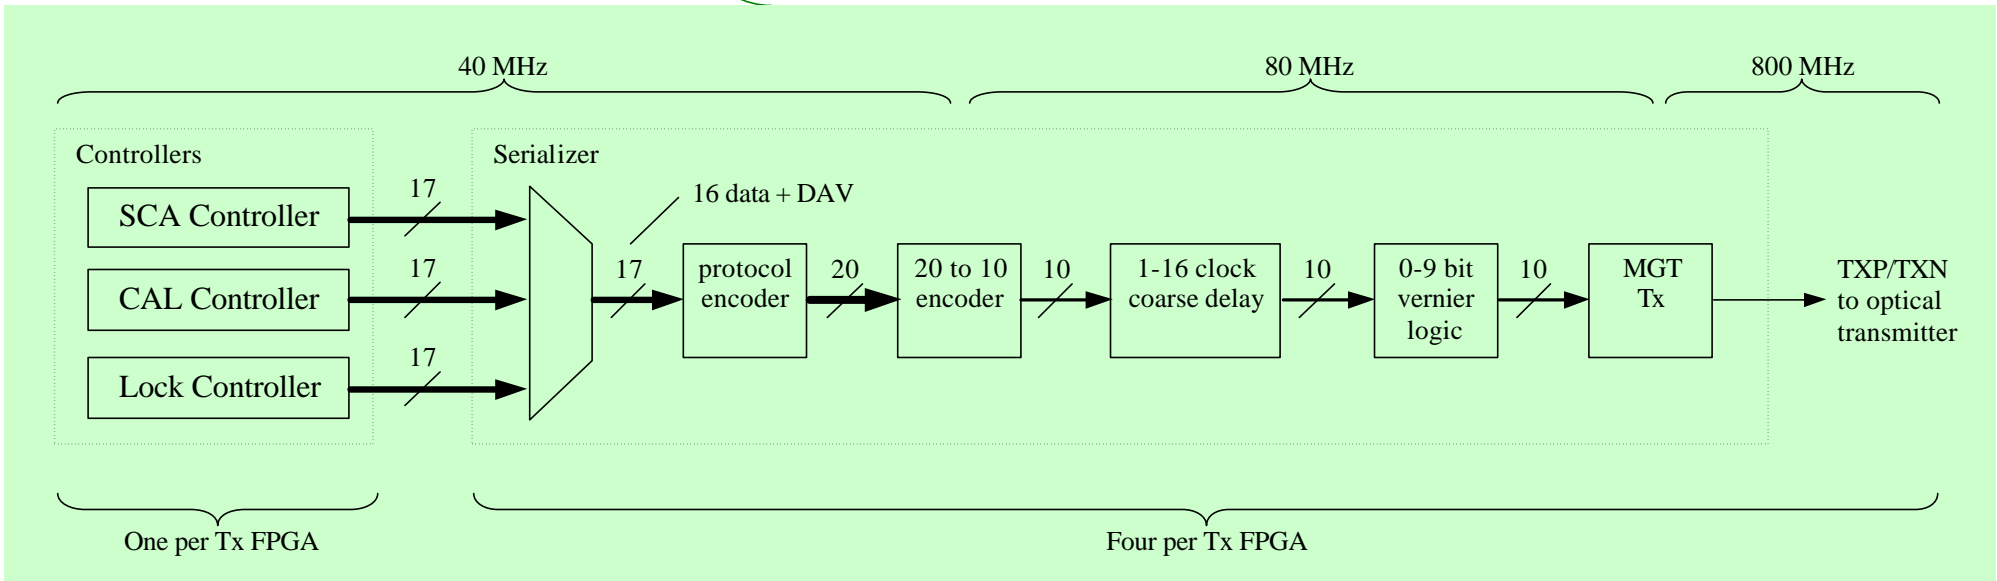 40 MHz
80 MHz
800 MHz
Controllers
SCA Controller
CAL Controller
Lock Controller
17
17
17
Serializer
16 data + DAV
17
protocol
encoder
20
20 to 10
encoder
10
1-16 clock
coarse delay
10
0-9 bit
vernier
logic
10
MGT
Tx
TXP/TXN
to optical
transmitter
One per Tx FPGA
Four per Tx FPGA